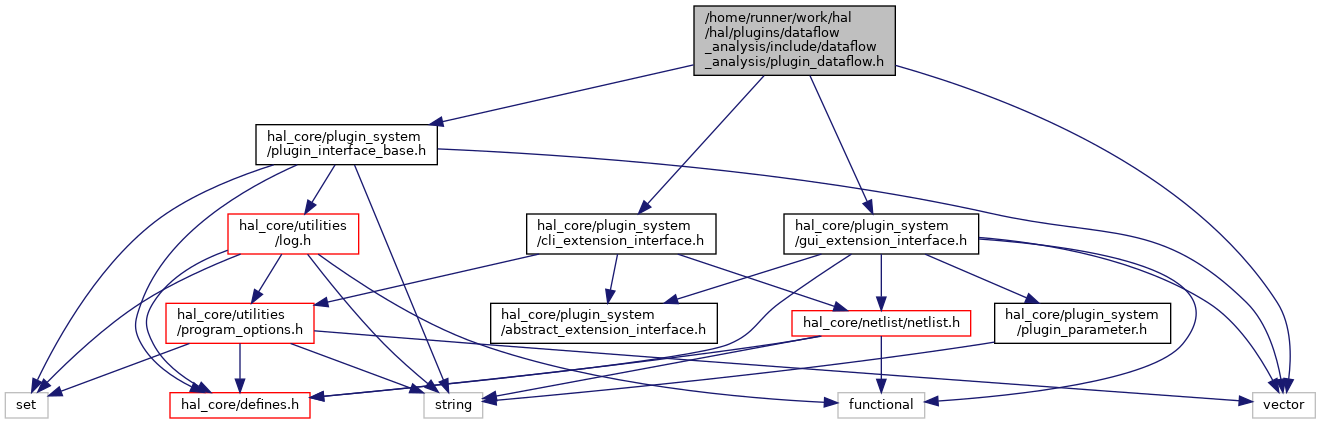 /home/runner/work/hal
/hal/plugins/dataflow
_analysis/include/dataflow
_analysis/plugin_dataflow.h
hal_core/plugin_system
/plugin_interface_base.h
hal_core/utilities
/log.h
hal_core/plugin_system
/cli_extension_interface.h
hal_core/plugin_system
/gui_extension_interface.h
hal_core/utilities
/program_options.h
hal_core/plugin_system
/abstract_extension_interface.h
hal_core/netlist/netlist.h
hal_core/plugin_system
/plugin_parameter.h
set
hal_core/defines.h
string
functional
vector